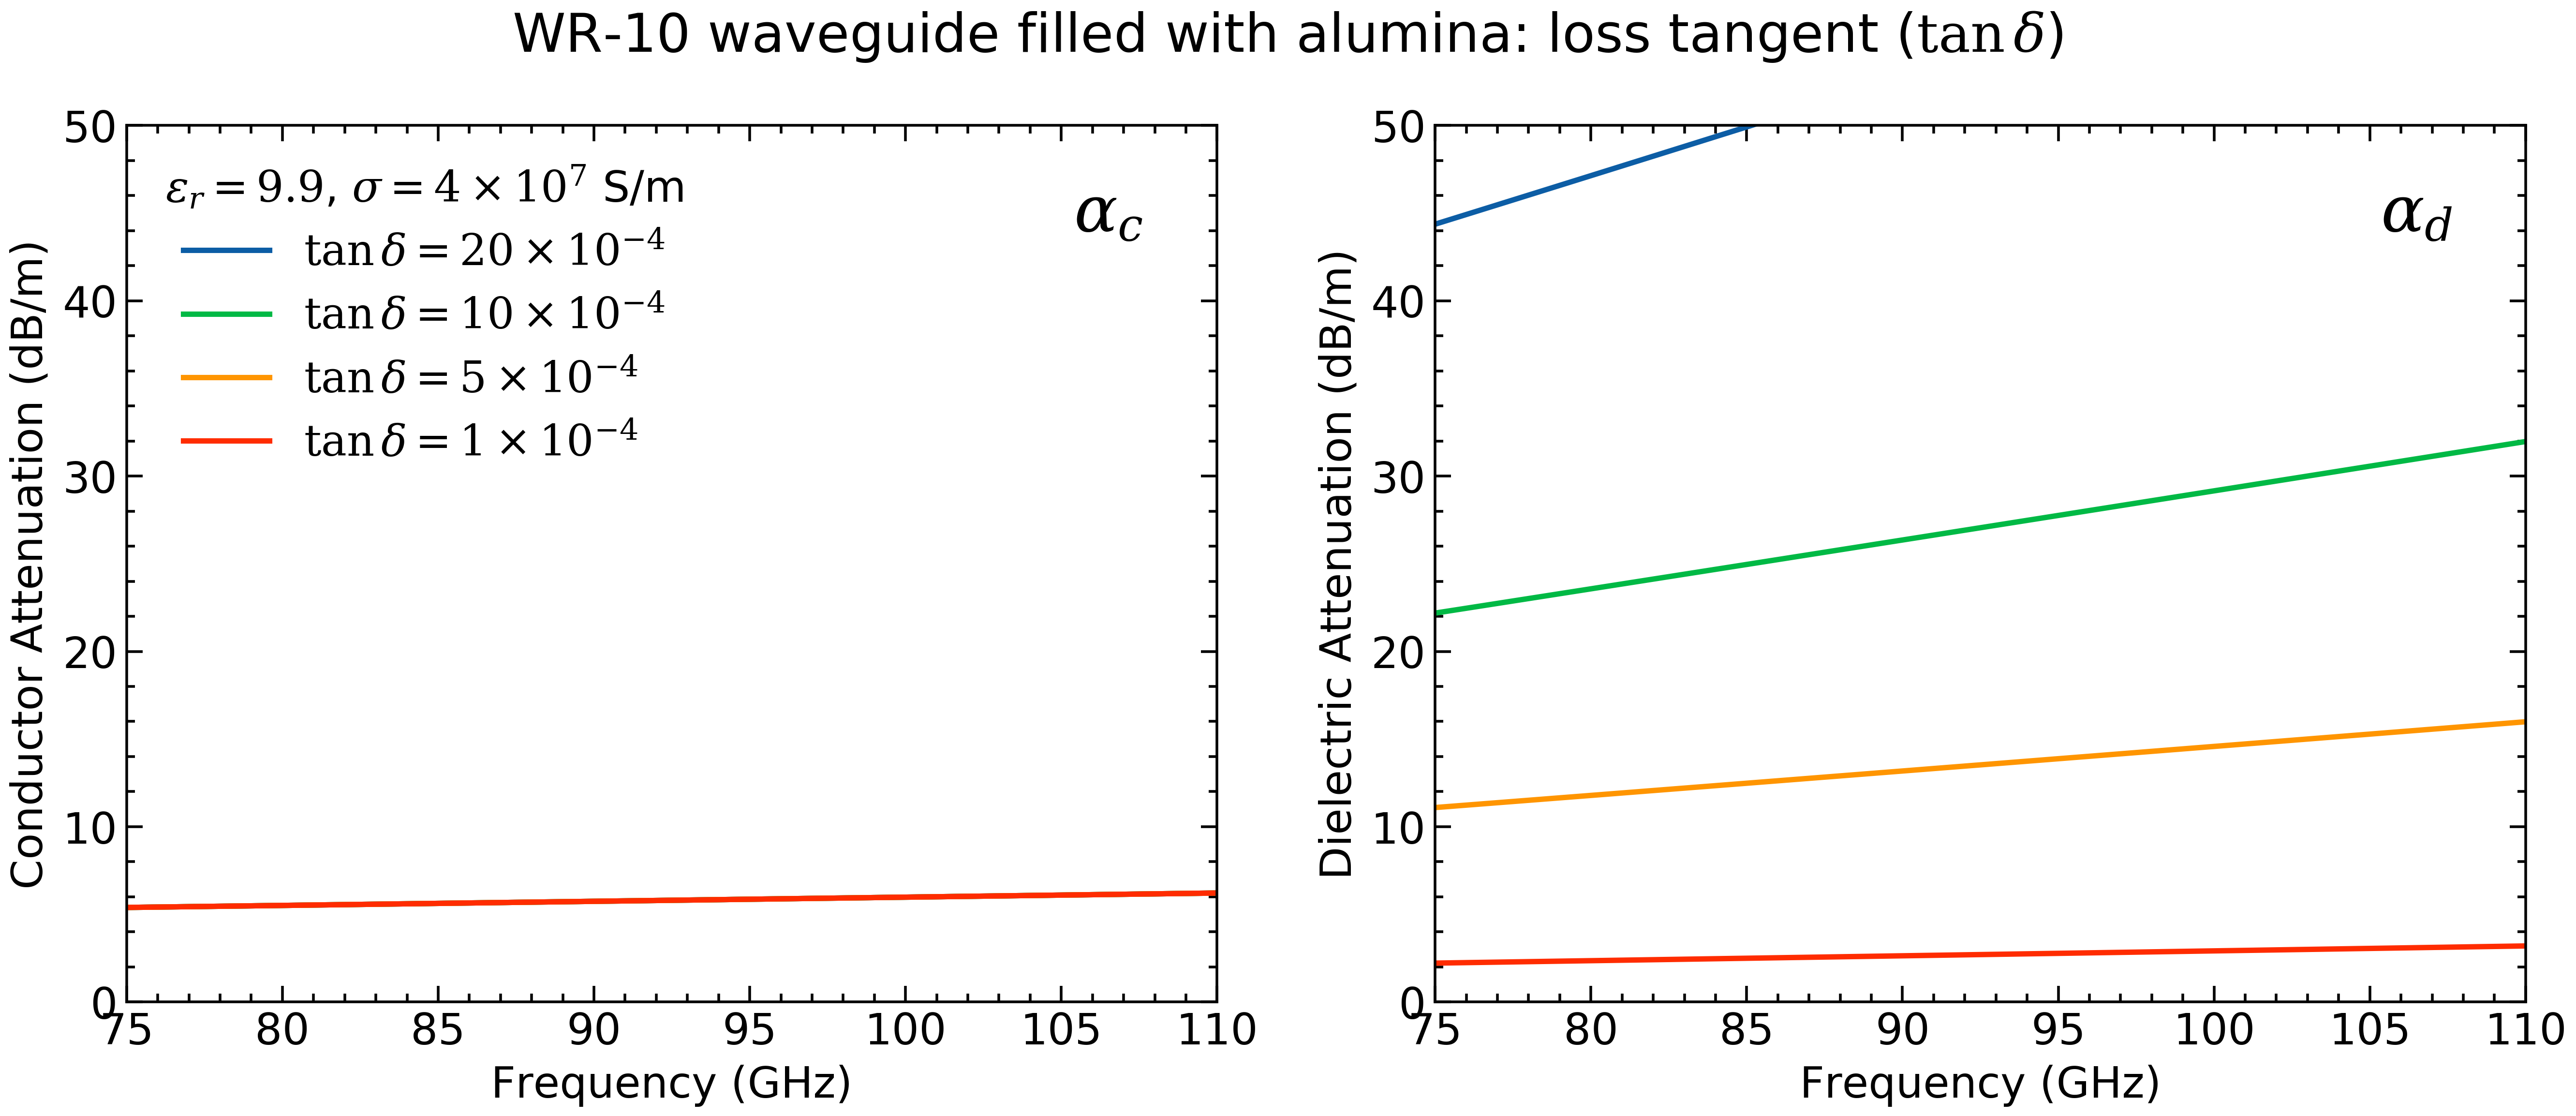 WR-10 waveguide filled with alumina: loss tangent (tan δ)
Conductor Attenuation (dB/m)
50
40
30
20
10
0
εᵣ = 9.9, σ = 4 × 10⁷ S/m
tan δ = 20 × 10⁻⁴
tan δ = 10 × 10⁻⁴
tan δ = 5 × 10⁻⁴
tan δ = 1 × 10⁻⁴
α_c
75 80 85 90 95 100 105 110
Frequency (GHz)
Dielectric Attenuation (dB/m)
50
40
30
20
10
0
α_d
75 80 85 90 95 100 105 110
Frequency (GHz)